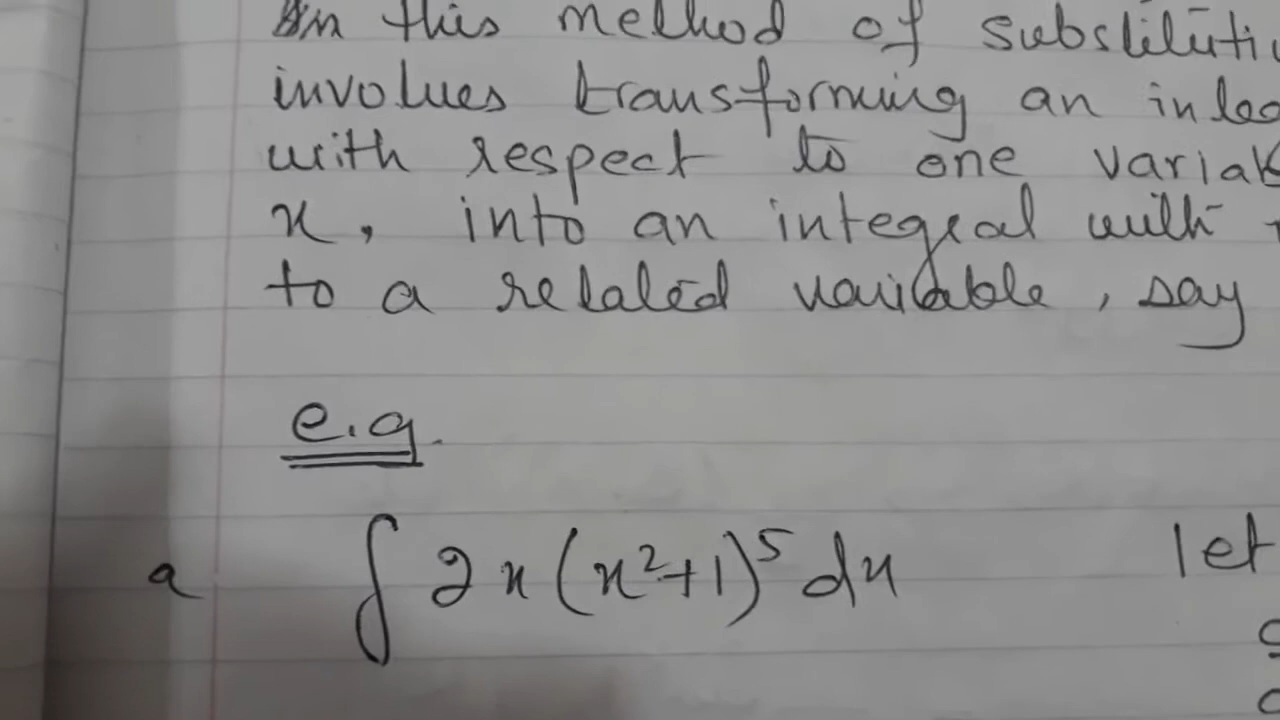 In this method of substituti
involves transforming an integ
with respect to one variab
x, into an integral with
to a related variable, say
e.g.
a ∫ 2x(x²+1)⁵ dx let